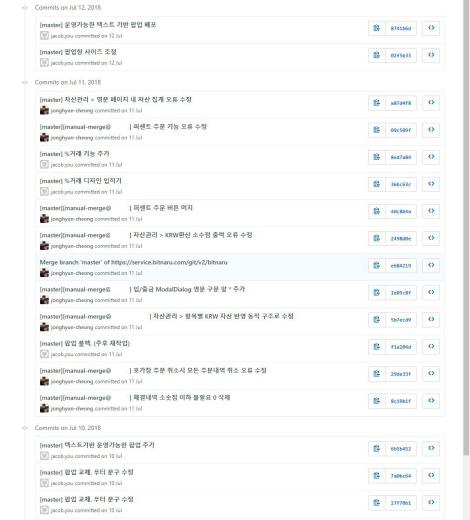 Commits on Jul 12, 2018
[master] 운영가능한 텍스트 기반 팝업 배포
jacob.you committed on 12 Jul
8741b6d
[master] 팝업창 사이즈 조절
jacob.you committed on 12 Jul
02f5b33
Commits on Jul 11, 2018
[master] 자산관리 > 영문 페이지 내 자산 집계 오류 수정
jonghyun-cheong committed on 11 Jul
a87d4f8
[master][manual-merge@ ] 퍼센트 주문 기능 오류 수정
jonghyun-cheong committed on 11 Jul
09c509f
[master] %거래 기능 추가
jacob.you committed on 11 Jul
[master] %거래 디자인 입히기
jacob.you committed on 11 Jul
36bc63c
[master][manual-merge@ ] 퍼센트 주문 버튼 머지
jonghyun-cheong committed on 11 Jul
[master][manual-merge@ ] 자산관리 > KRW환산 소수점 출력 오류 수정
jonghyun-cheong committed on 11 Jul
2490d0e
Merge branch 'master' of https://service.bitnaru.com/git/v2/bitnaru
jonghyun-cheong committed on 11 Jul
e604219
[master][manual-merge@ ] 입/출금 ModalDialog 영문 구문 앞 * 추가
jonghyun-cheong committed on 11 Jul
1e05c8f
[master][manual-merge@ ] 자산관리 > 항목별 KRW 자산 반영 동적 구조로 수정
jonghyun-cheong committed on 11 Jul
5b7ecd9
[master] 팝업 롤백, (추후 재작업)
jacob.you committed on 11 Jul
f1a204d
[master][manual-merge@ ] 호가창 주문 취소시 모든 주문내역 취소 오류 수정
jonghyun-cheong committed on 11 Jul
29da33f
[master][manual-merge@ ] 체결내역 소숫점 이하 불필요 0 삭제
jonghyun-cheong committed on 11 Jul
8c19b1f
Commits on Jul 10, 2018
[master] 텍스트기반 운영가능한 팝업 추가
jacob.you committed on 10 Jul
6b5b452
[master] 팝업 교체, 푸터 문구 수정
jacob.you committed on 10 Jul
7a0bc64
[master] 팝업 교체, 푸터 문구 수정
jacob.you committed on 10 Jul
27f70b1